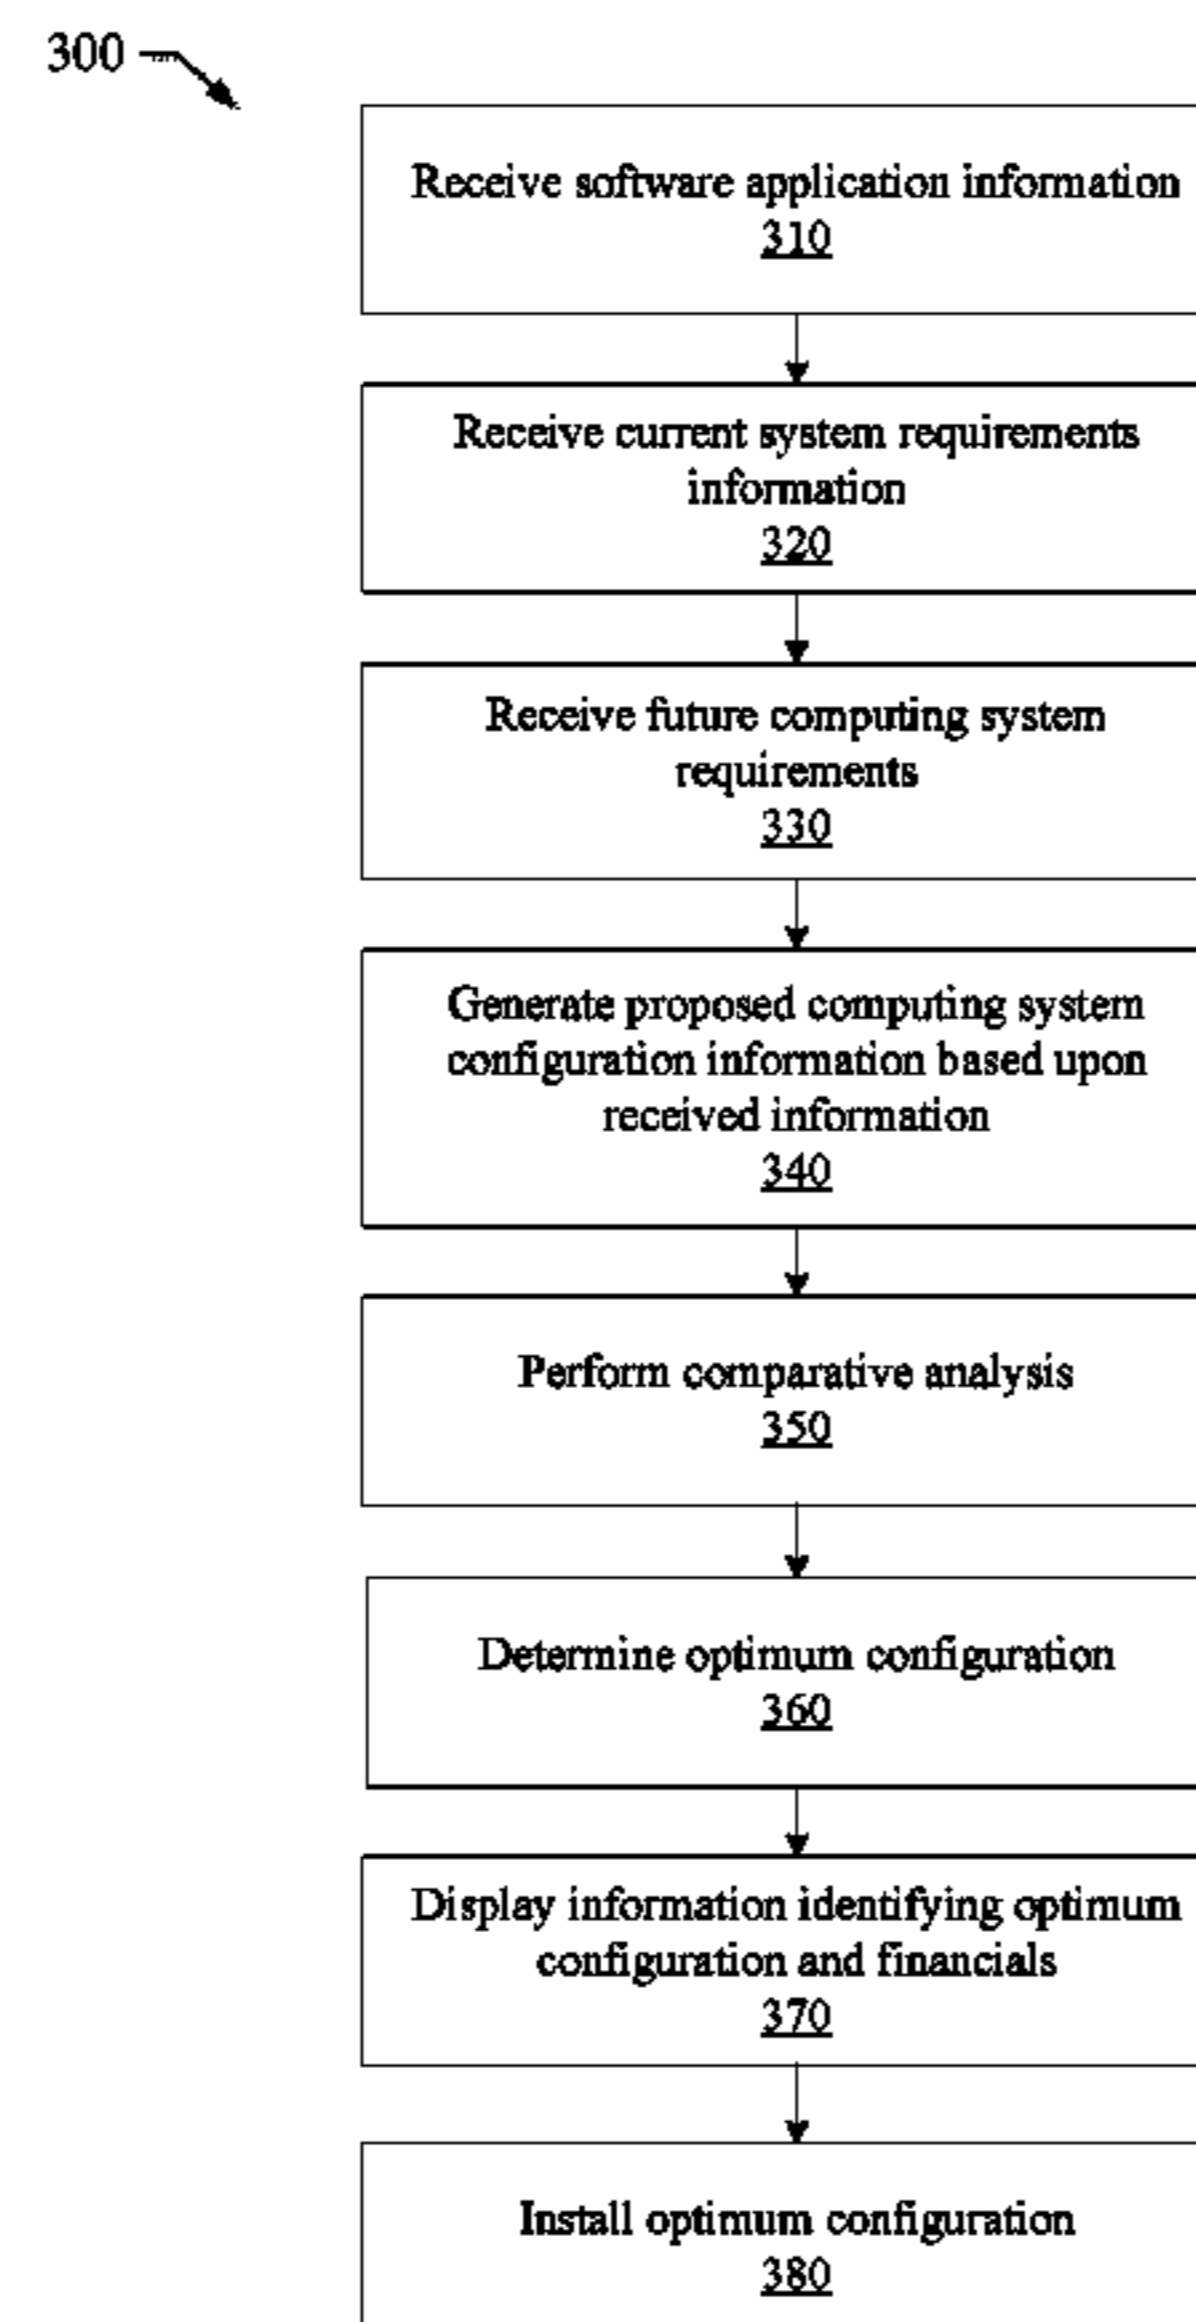 300
Receive software application information
310
Receive current system requirements
information
320
Receive future computing system
requirements
330
Generate proposed computing system
configuration information based upon
received information
340
Perform comparative analysis
350
Determine optimum configuration
360
Display information identifying optimum
configuration and financials
370
Install optimum configuration
380